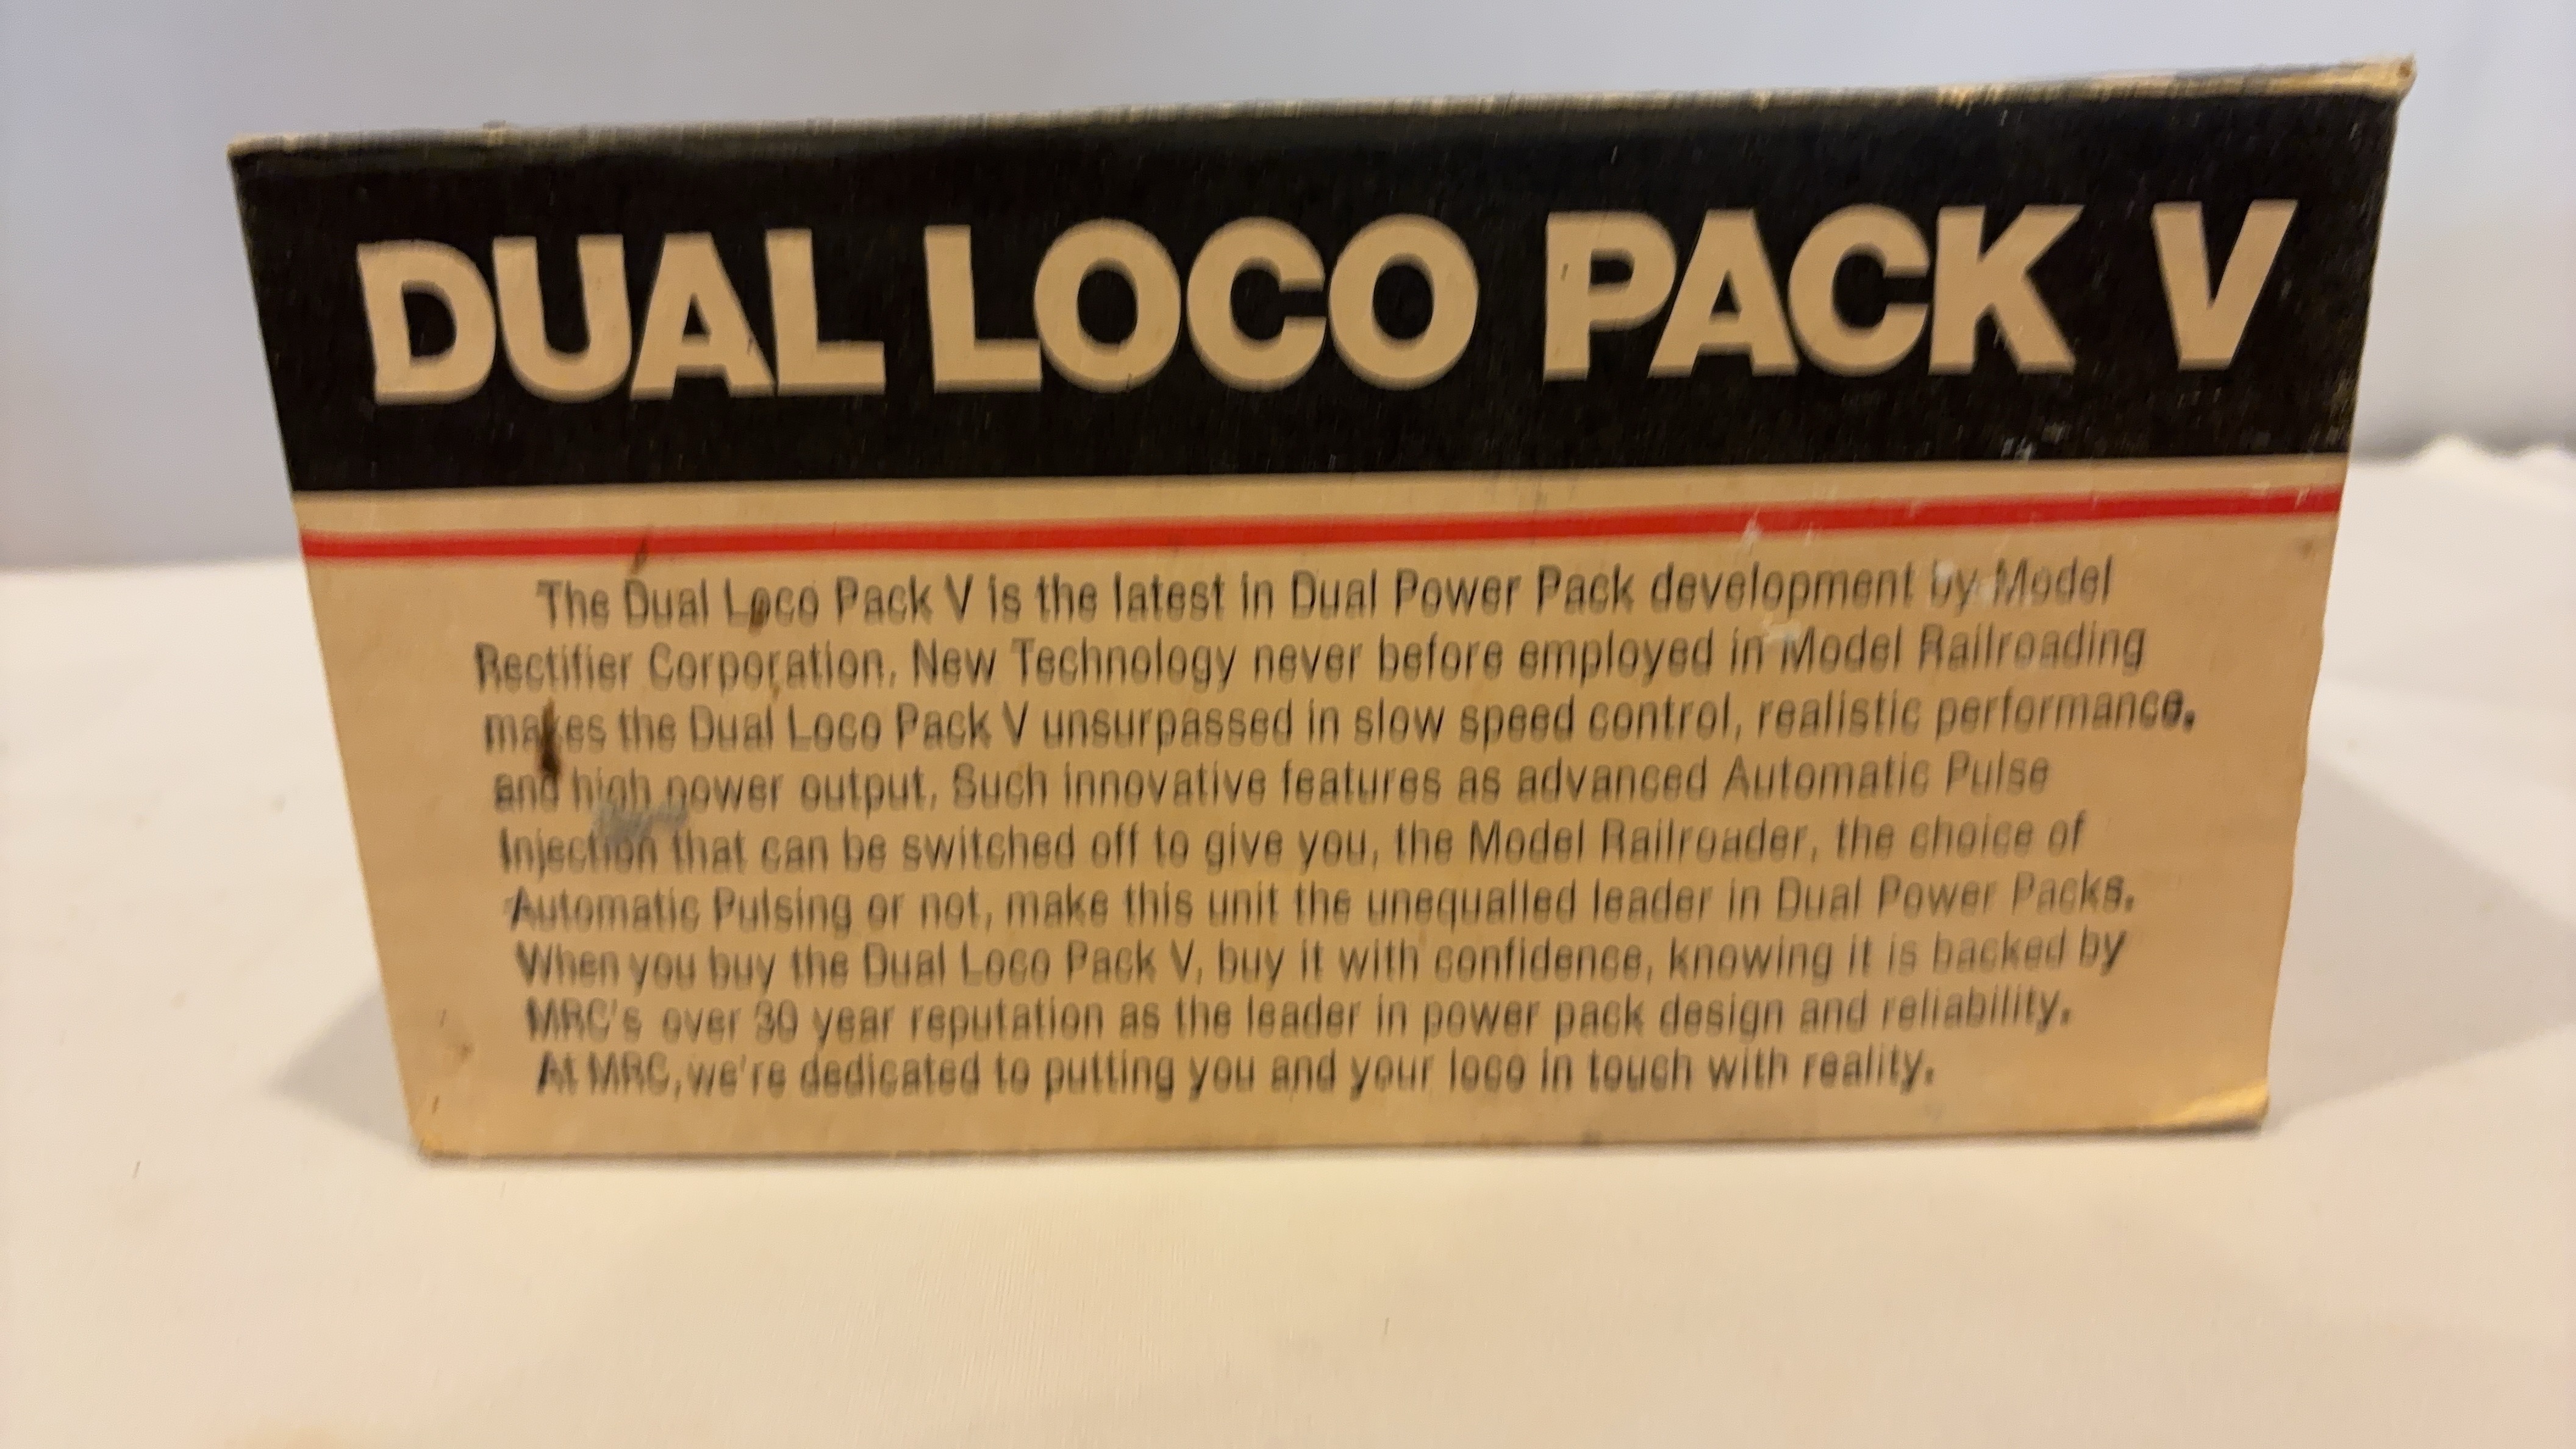 DUAL LOCO PACK V
The Dual Loco Pack V is the latest in Dual Power Pack development by Model
Rectifier Corporation. New Technology never before employed in Model Railroading
makes the Dual Loco Pack V unsurpassed in slow speed control, realistic performance,
and high power output. Such innovative features as advanced Automatic Pulse
Injection that can be switched off to give you, the Model Railroader, the choice of
Automatic Pulsing or not, make this unit the unequalled leader in Dual Power Packs.
When you buy the Dual Loco Pack V, buy it with confidence, knowing it is backed by
MRC's over 30 year reputation as the leader in power pack design and reliability.
At MRC, we're dedicated to putting you and your loco in touch with reality.